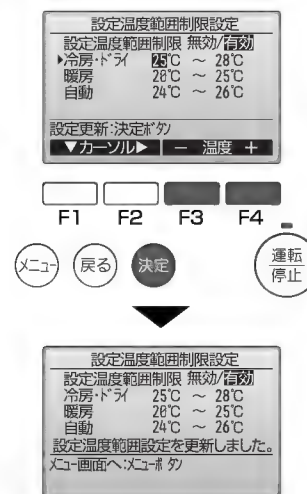 設定温度範囲制限設定
設定温度範囲制限 無効/有効
▶冷房・ドライ 25℃ ～ 28℃
暖房 20℃ ～ 25℃
自動 24℃ ～ 26℃
設定更新:決定ボタン
▼カーソル▶ － 温度 ＋
F1 F2 F3 F4
メニュー 戻る 決定 運転
停止
設定温度範囲制限設定
設定温度範囲制限 無効/有効
冷房・ドライ 25℃ ～ 28℃
暖房 20℃ ～ 25℃
自動 24℃ ～ 26℃
設定温度範囲設定を更新しました。
メニュー画面へ:メニューボタン